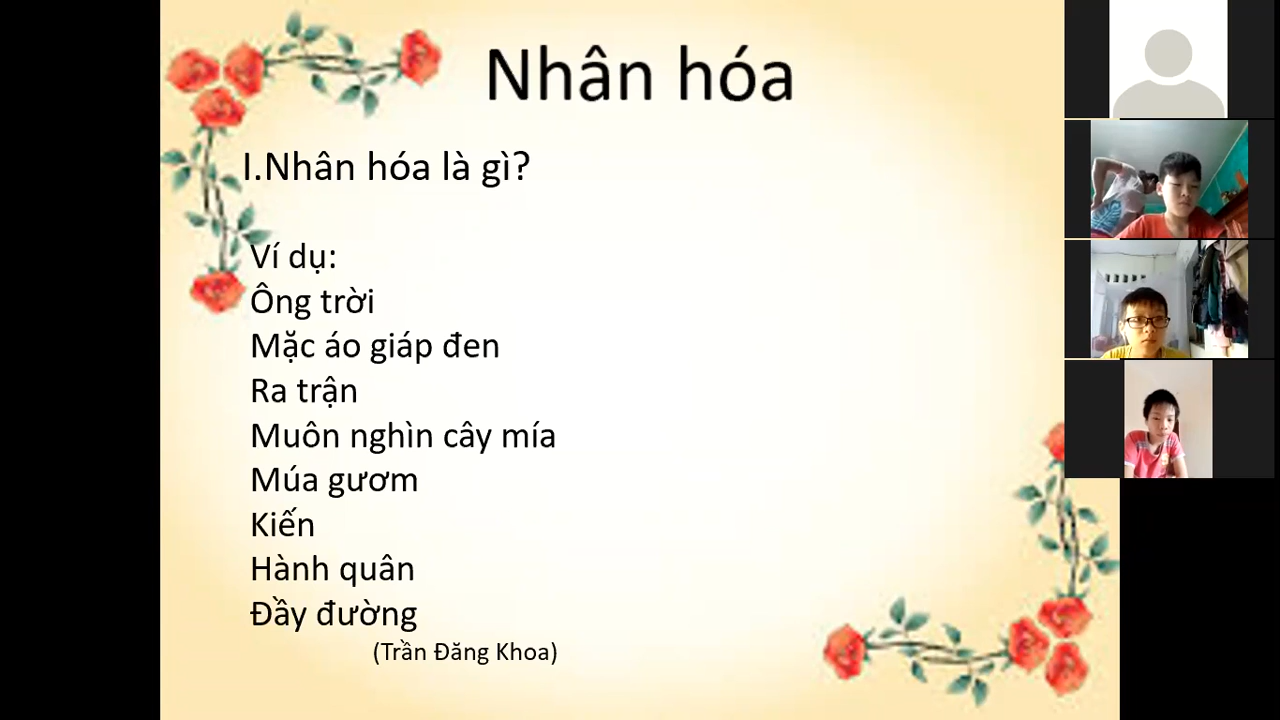 Nhân hóa
I.Nhân hóa là gì?
Ví dụ:
Ông trời
Mặc áo giáp đen
Ra trận
Muôn nghìn cây mía
Múa gươm
Kiến
Hành quân
Đầy đường
(Trần Đăng Khoa)